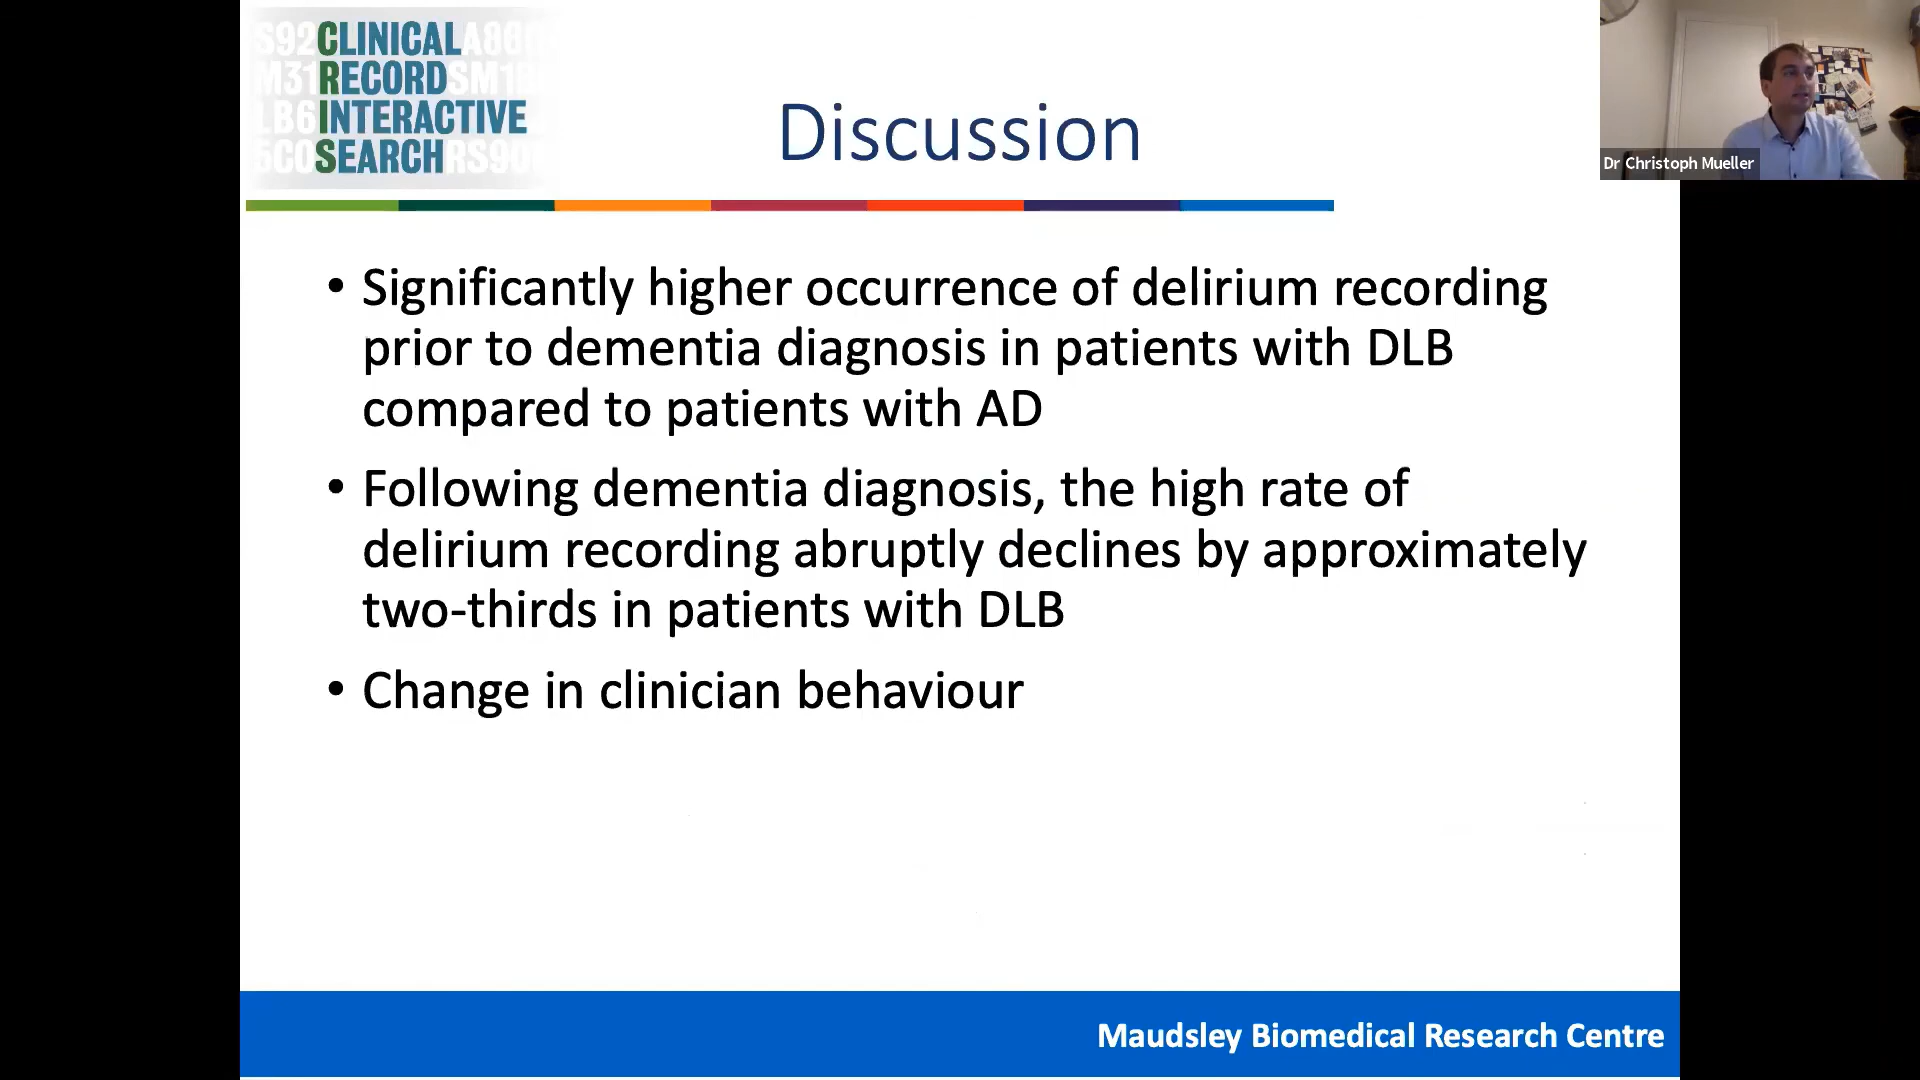 CLINICAL
RECORD
INTERACTIVE
SEARCH
Discussion
Dr Christoph Mueller
• Significantly higher occurrence of delirium recording
prior to dementia diagnosis in patients with DLB
compared to patients with AD
• Following dementia diagnosis, the high rate of
delirium recording abruptly declines by approximately
two-thirds in patients with DLB
• Change in clinician behaviour
Maudsley Biomedical Research Centre